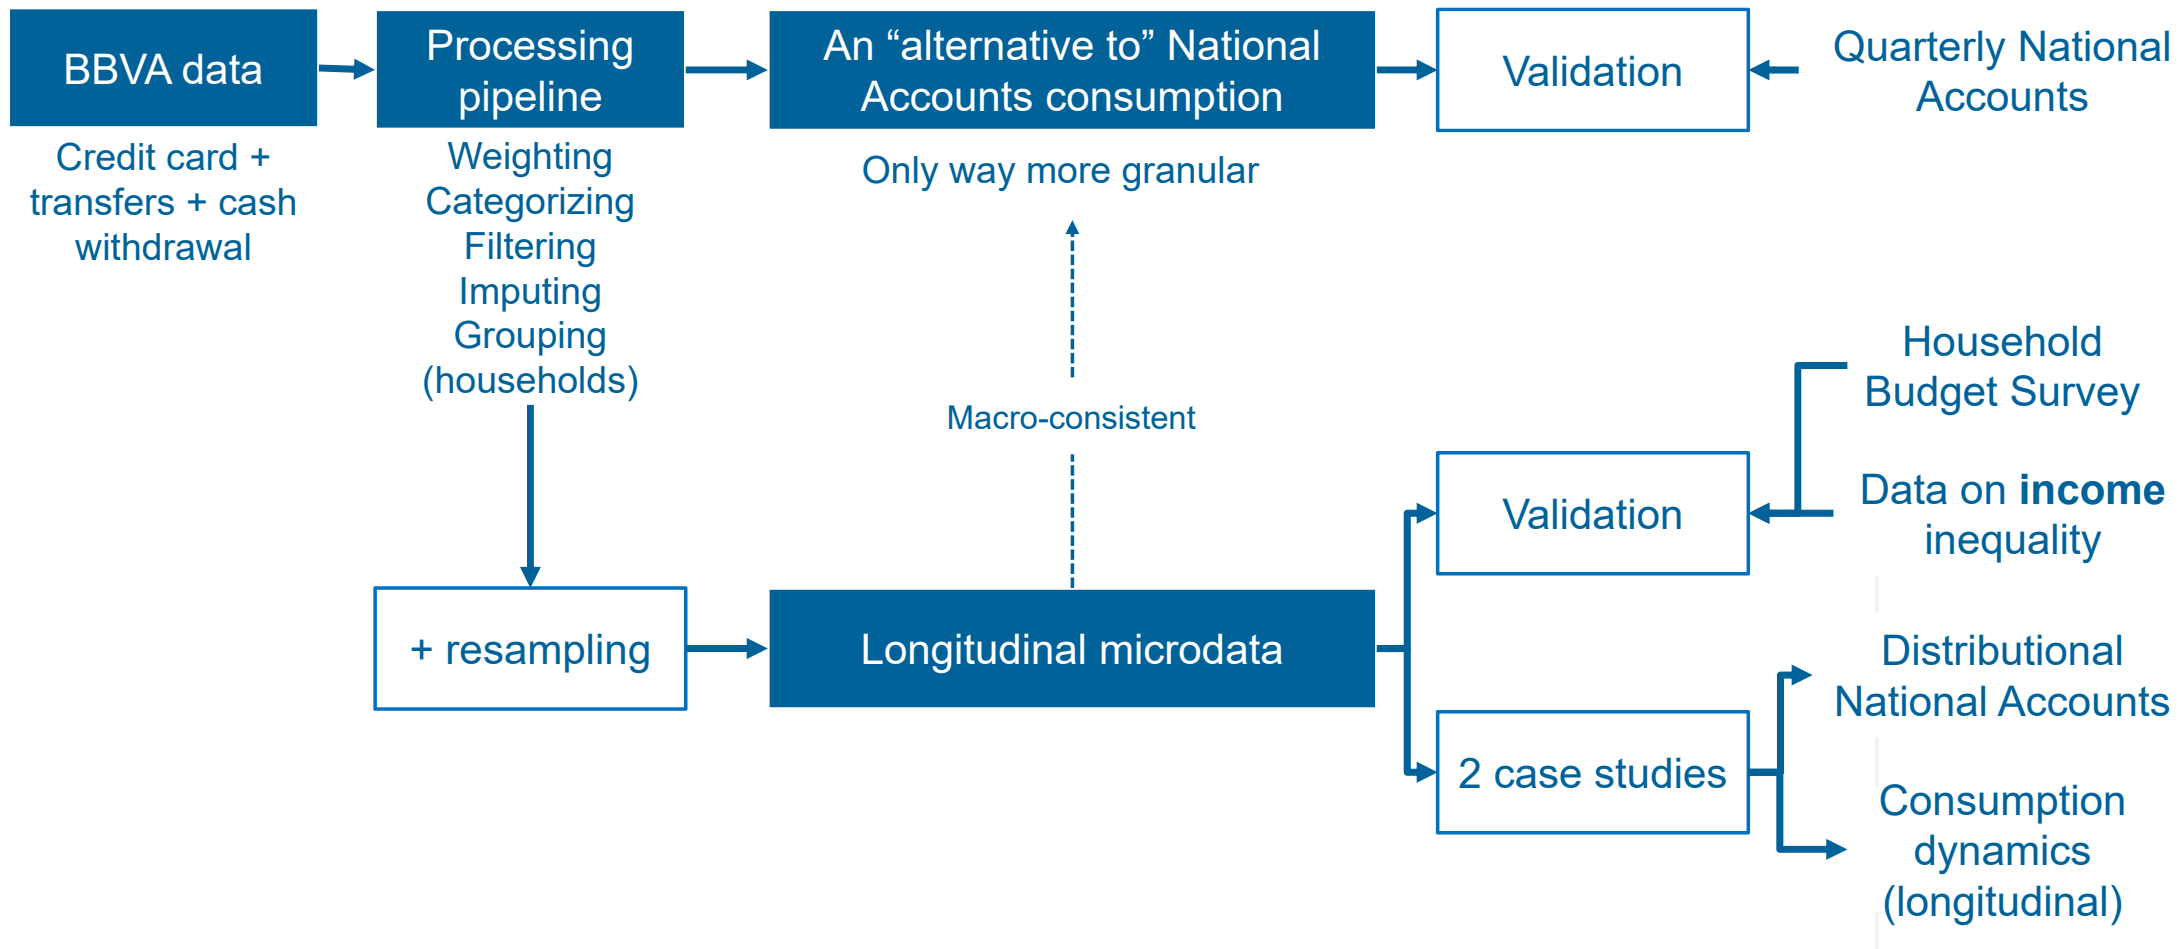 BBVA data
Credit card +
transfers + cash
withdrawal
Processing
pipeline
Weighting
Categorizing
Filtering
Imputing
Grouping
(households)
An “alternative to” National
Accounts consumption
Only way more granular
Validation
Quarterly National
Accounts
Macro-consistent
+ resampling
Longitudinal microdata
Validation
Household
Budget Survey
Data on income
inequality
2 case studies
Distributional
National Accounts
Consumption
dynamics
(longitudinal)